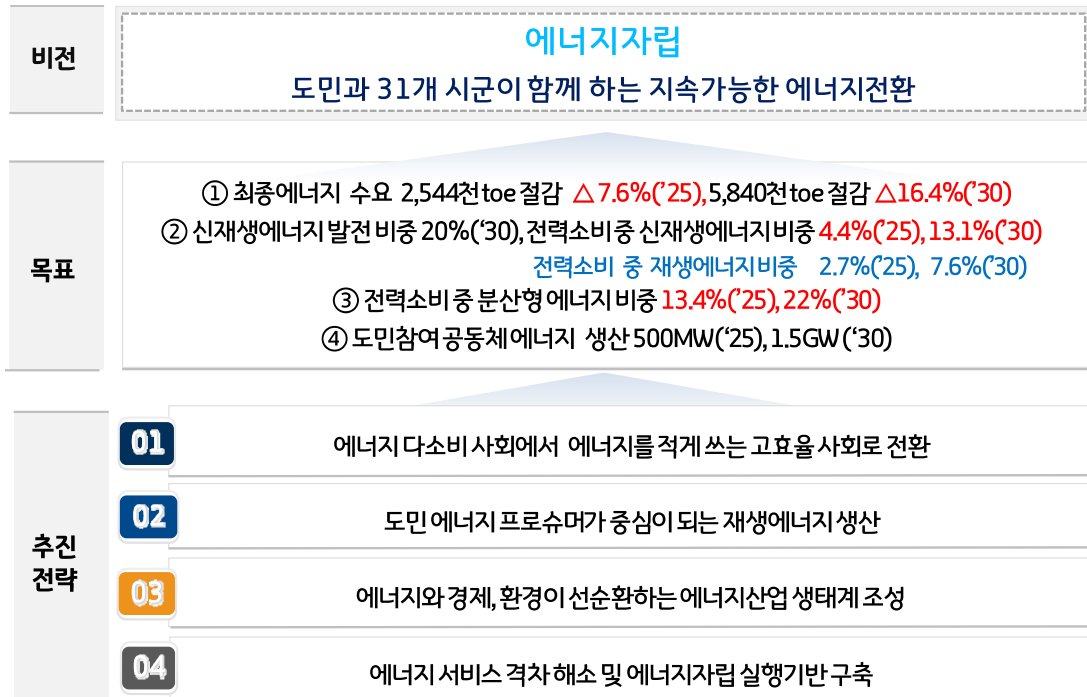 비전
에너지자립
도민과 31개 시군이 함께 하는 지속가능한 에너지전환
목표
① 최종에너지 수요 2,544천toe 절감 △7.6%(’25), 5,840천toe 절감 △16.4%(’30)
② 신재생에너지 발전 비중 20%(‘30), 전력소비 중 신재생에너지 비중 4.4%(’25), 13.1%(’30)
전력소비 중 재생에너지비중 2.7%(’25), 7.6%(’30)
③ 전력소비 중 분산형 에너지 비중 13.4%(’25), 22%(’30)
④ 도민참여 공동체 에너지 생산 500MW(‘25), 1.5GW (‘30)
추진
전략
01 에너지 다소비 사회에서 에너지를 적게 쓰는 고효율 사회로 전환
02 도민 에너지 프로슈머가 중심이 되는 재생에너지 생산
03 에너지와 경제, 환경이 선순환하는 에너지산업 생태계 조성
04 에너지 서비스 격차 해소 및 에너지자립 실행기반 구축